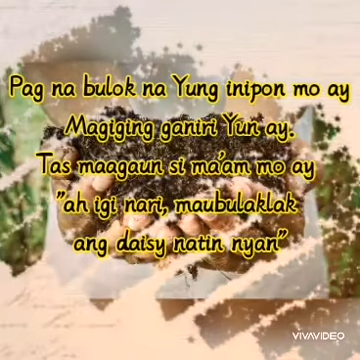 Pag na bulok na Yung inipon mo ay
Magiging ganiri Yun ay.
Tas maagaun si ma'am mo ay
"ah igi nari, maubulaklak
ang daisy natin nyan"
VIVAVIDEO